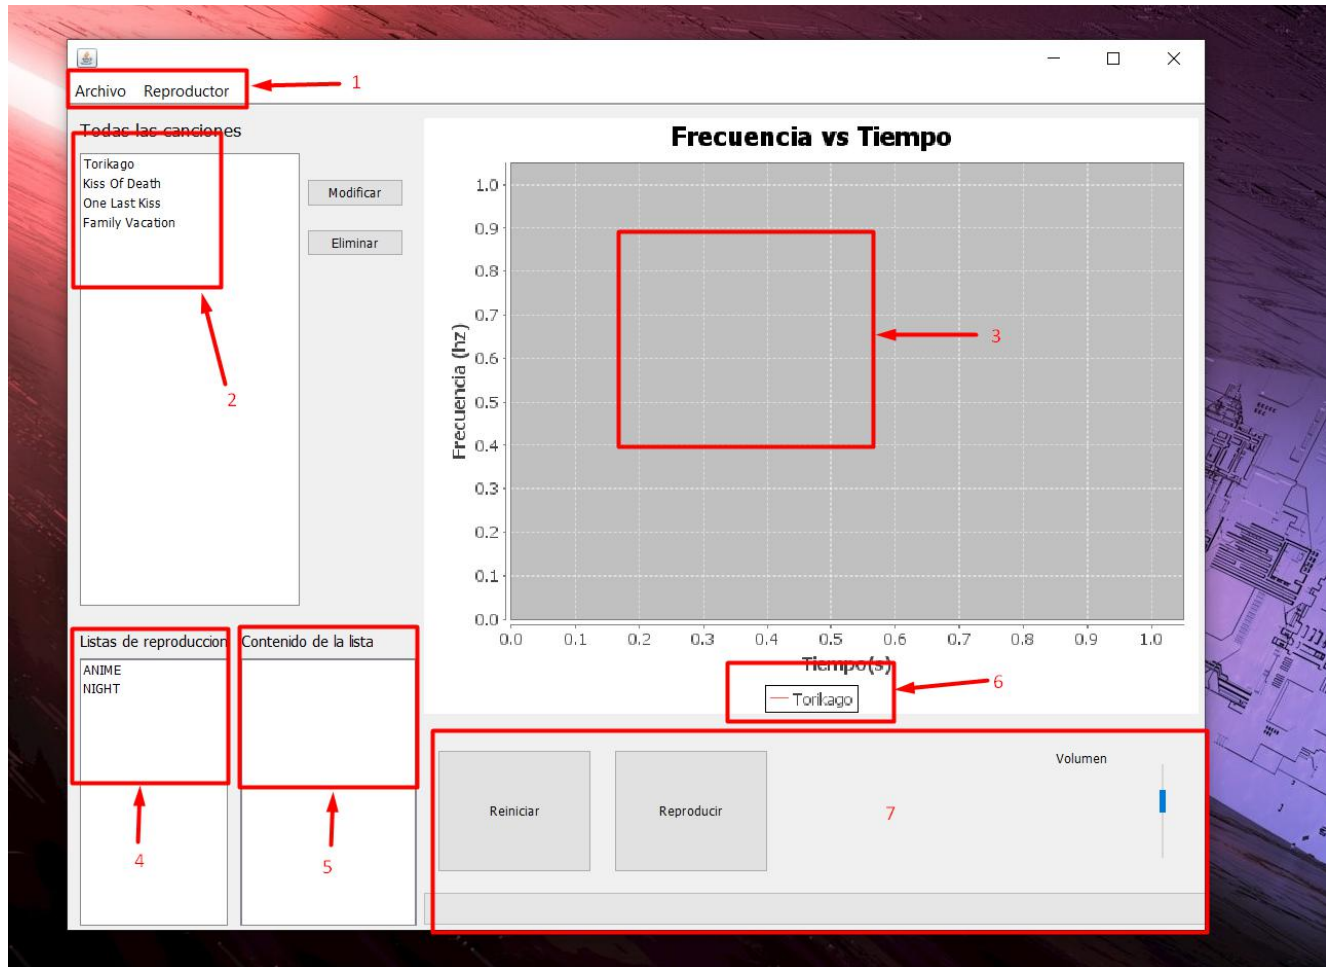 Archivo Reproductor
1
Todas las canciones
Torikago
Kiss Of Death
One Last Kiss
Family Vacation
Modificar
Eliminar
2
Frecuencia vs Tiempo
Frecuencia (hz)
1.0
0.9
0.8
0.7
0.6
0.5
0.4
0.3
0.2
0.1
0.0
3
0.0 0.1 0.2 0.3 0.4 0.5 0.6 0.7 0.8 0.9 1.0
Tiempo(s)
Torikago
6
Listas de reproduccion
ANIME
NIGHT
4
Contenido de la lista
5
Reiniciar
Reproducir
7
Volumen